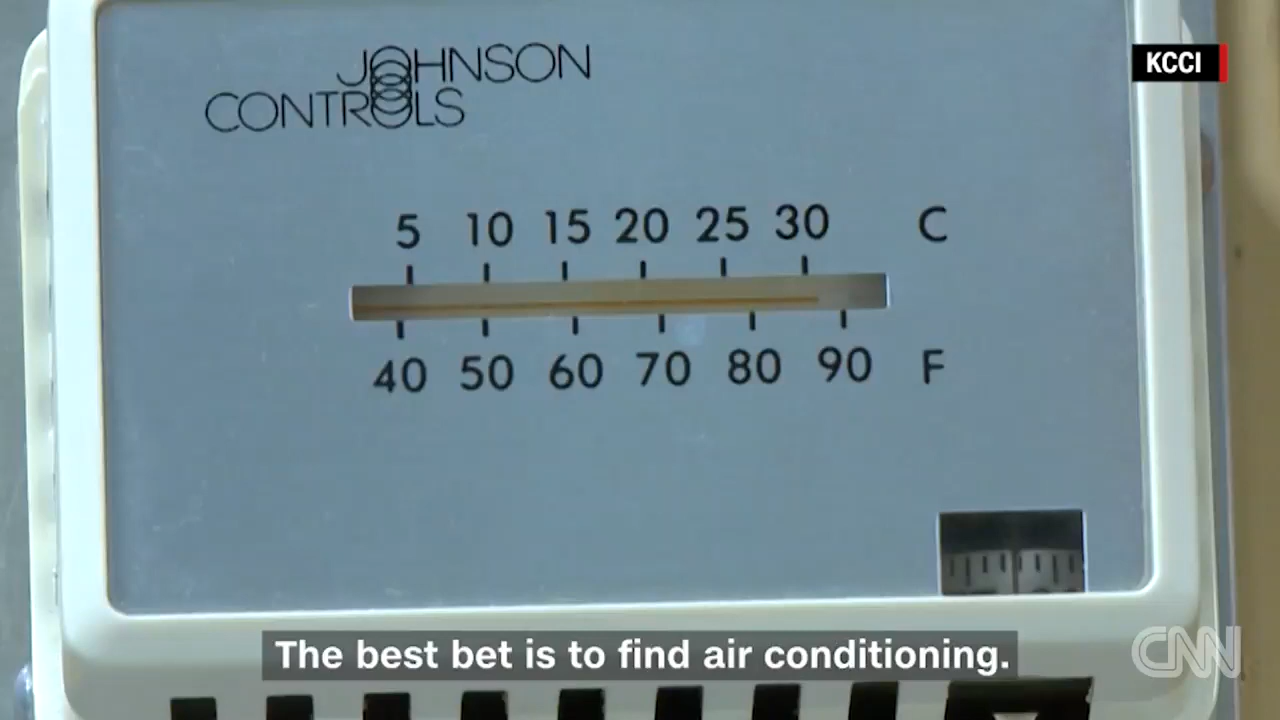 JOHNSON
CONTROLS
KCCI
5 10 15 20 25 30 C
40 50 60 70 80 90 F
The best bet is to find air conditioning.
CNN